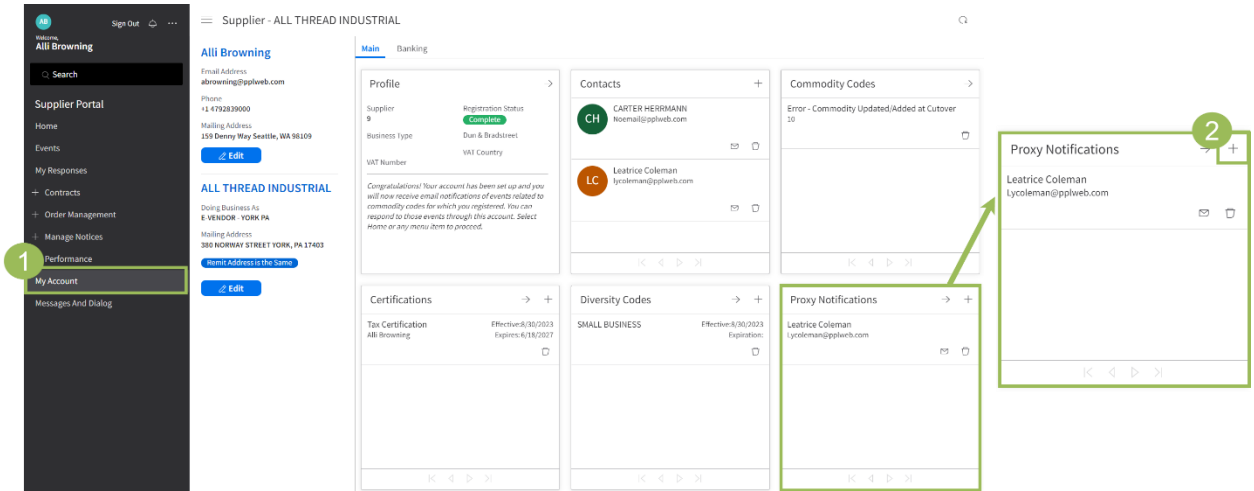 AB
Sign Out
Welcome,
Alli Browning
Search
Supplier Portal
Home
Events
My Responses
+ Contracts
+ Order Management
+ Manage Notices
Performance
1
My Account
Messages And Dialog
Supplier - ALL THREAD INDUSTRIAL
Alli Browning
Email Address
abrowning@pplweb.com
Phone
+1 4792839000
Mailing Address
159 Denny Way Seattle, WA 98109
Edit
ALL THREAD INDUSTRIAL
Doing Business As
E-VENDOR - YORK PA
Mailing Address
380 NORWAY STREET YORK, PA 17403
Remit Address is the Same
Edit
Main Banking
Profile
Supplier
9
Registration Status
Complete
Business Type
Dun & Bradstreet
VAT Country
VAT Number
Congratulations! Your account has been set up and you
will now receive email notifications of events related to
commodity codes for which you registered. You can
respond to those events through this account. Select
Home or any menu item to proceed.
Contacts
CH
CARTER HERRMANN
Noemail@pplweb.com
LC
Leatrice Coleman
lycoleman@pplweb.com
Commodity Codes
Error - Commodity Updated/Added at Cutover
10
Certifications
Tax Certification
Alli Browning
Effective:8/30/2023
Expires:6/18/2027
Diversity Codes
SMALL BUSINESS
Effective:8/30/2023
Expiration:
Proxy Notifications
Leatrice Coleman
Lycoleman@pplweb.com
2
Proxy Notifications
Leatrice Coleman
Lycoleman@pplweb.com